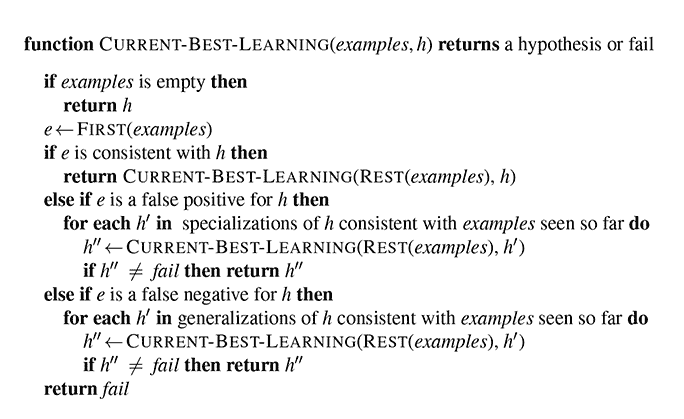 function CURRENT-BEST-LEARNING(examples, h) returns a hypothesis or fail
if examples is empty then
return h
e ← FIRST(examples)
if e is consistent with h then
return CURRENT-BEST-LEARNING(REST(examples), h)
else if e is a false positive for h then
for each h′ in specializations of h consistent with examples seen so far do
h″ ← CURRENT-BEST-LEARNING(REST(examples), h′)
if h″ ≠ fail then return h″
else if e is a false negative for h then
for each h′ in generalizations of h consistent with examples seen so far do
h″ ← CURRENT-BEST-LEARNING(REST(examples), h′)
if h″ ≠ fail then return h″
return fail